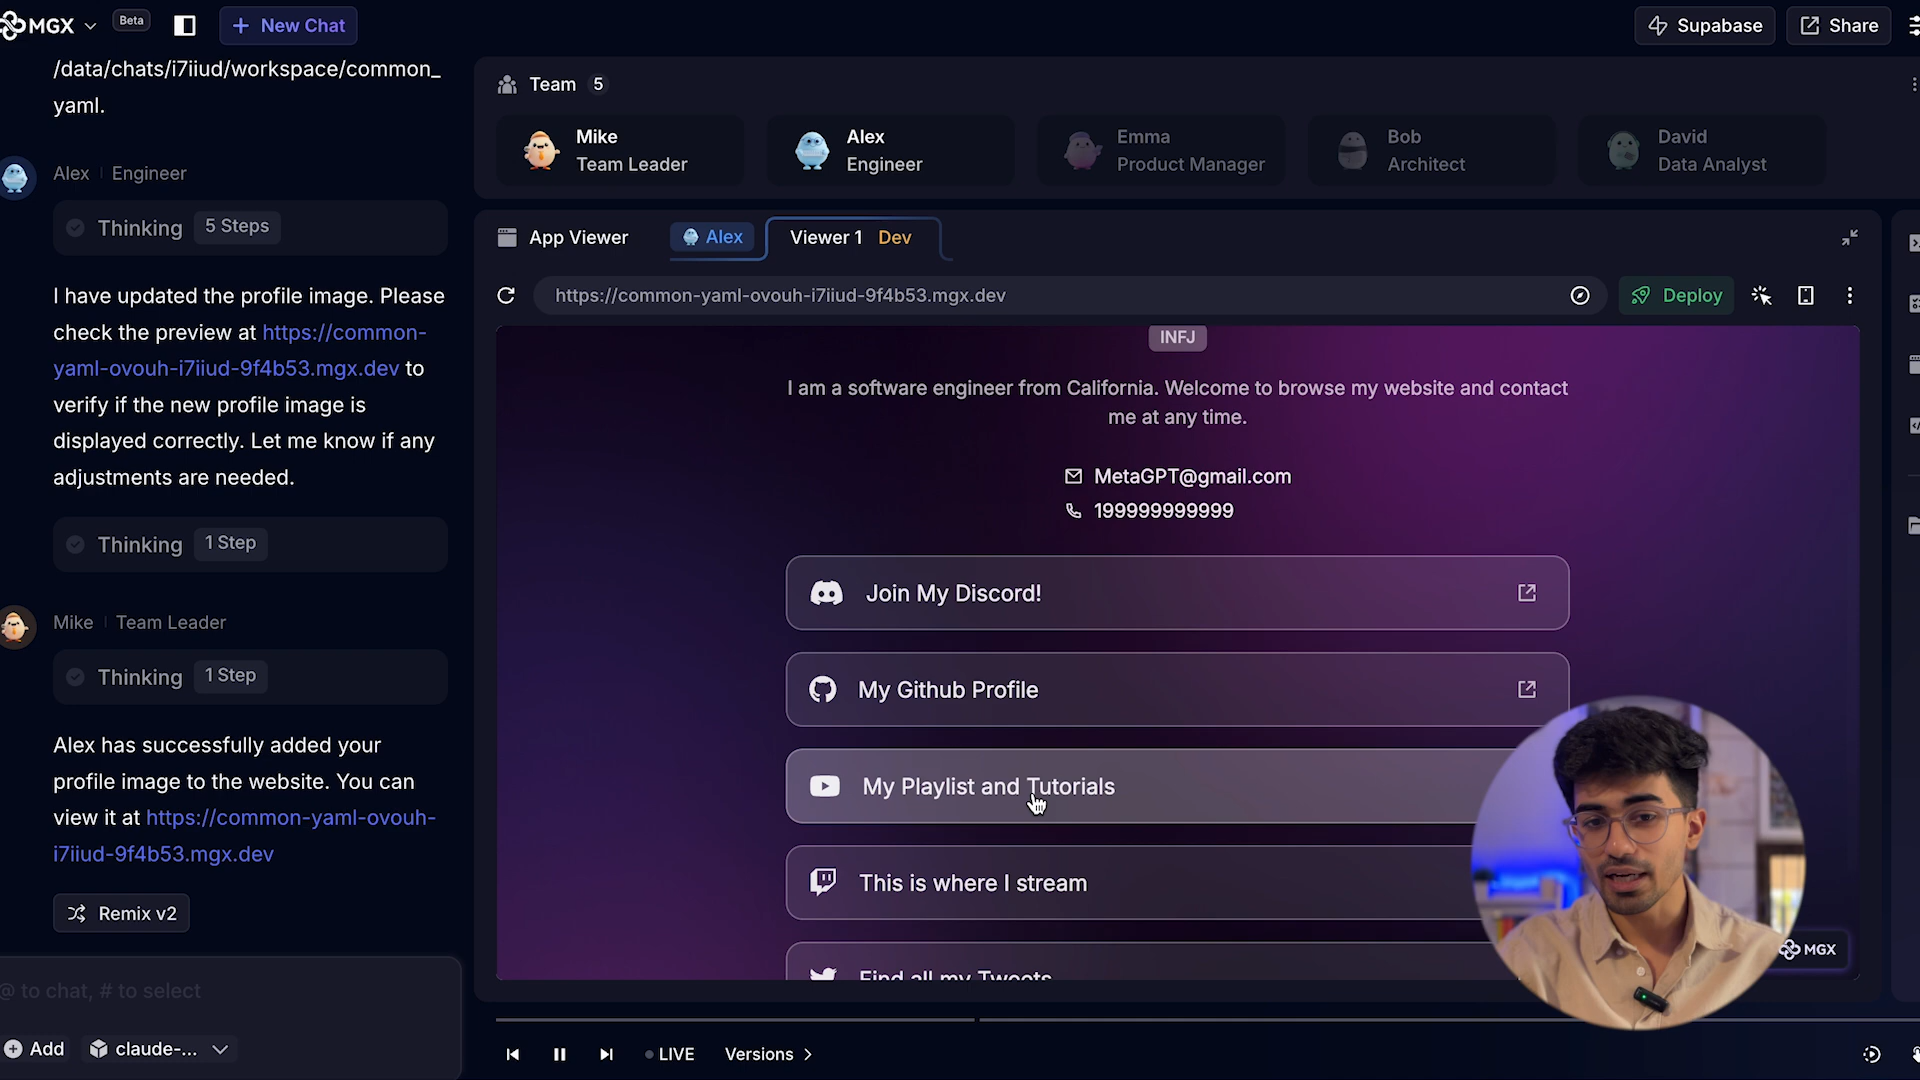 MGX
Beta
New Chat
Supabase
Share
/data/chats/i7iiud/workspace/common_
yaml.
Alex | Engineer
Thinking 5 Steps
I have updated the profile image. Please
check the preview at https://common-
yaml-ovouh-i7iiud-9f4b53.mgx.dev to
verify if the new profile image is
displayed correctly. Let me know if any
adjustments are needed.
Thinking 1 Step
Mike | Team Leader
Thinking 1 Step
Alex has successfully added your
profile image to the website. You can
view it at https://common-yaml-ovouh-
i7iiud-9f4b53.mgx.dev
Remix v2
@ to chat, # to select
Add
claude-...
Team 5
Mike
Team Leader
Alex
Engineer
Emma
Product Manager
Bob
Architect
David
Data Analyst
App Viewer
Alex
Viewer 1 Dev
https://common-yaml-ovouh-i7iiud-9f4b53.mgx.dev
Deploy
INFJ
I am a software engineer from California. Welcome to browse my website and contact
me at any time.
MetaGPT@gmail.com
199999999999
Join My Discord!
My Github Profile
My Playlist and Tutorials
This is where I stream
Find all my Tweets
MGX
LIVE
Versions